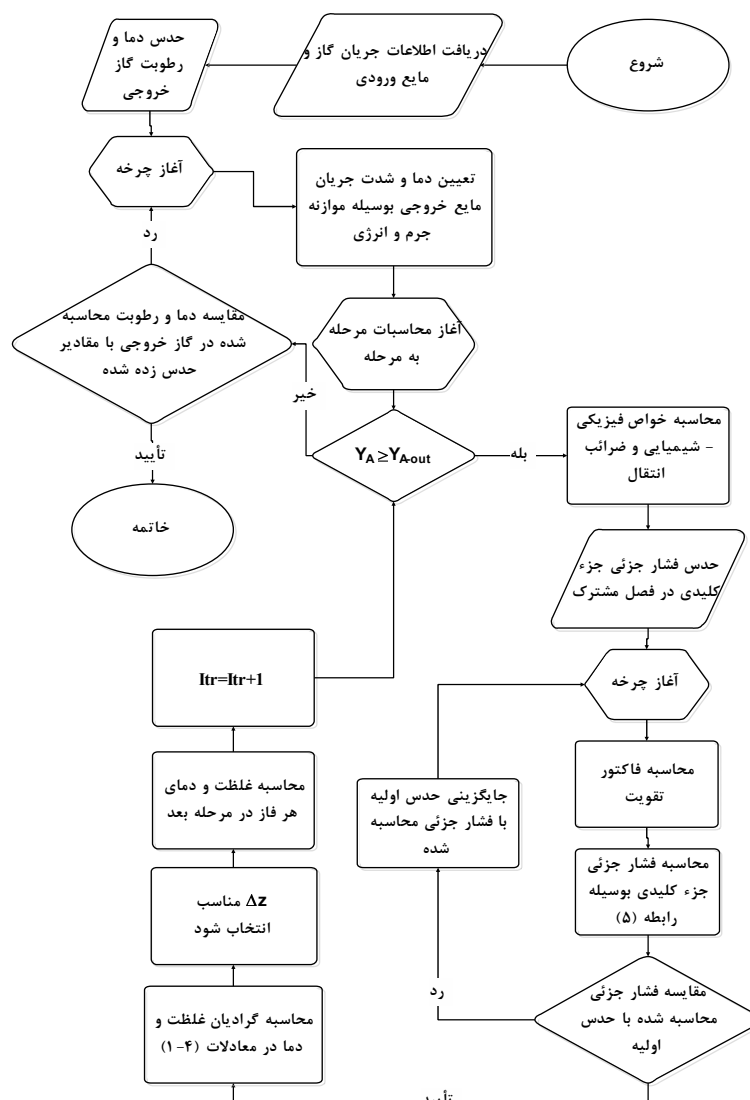 شروع
دریافت اطلاعات جریان گاز و
مایع ورودی
حدس دما و
رطوبت گاز
خروجی
آغاز چرخه
تعیین دما و شدت جریان
مایع خروجی بوسیله موازنه
جرم و انرژی
آغاز محاسبات مرحله
به مرحله
رد
مقایسه دما و رطوبت محاسبه
شده در گاز خروجی با مقادیر
حدس زده شده
تأیید
خاتمه
خیر
Y_A ≥ Y_A-out
بله
محاسبه خواص فیزیکی
- شیمیایی و ضرائب
انتقال
حدس فشار جزئی جزء
کلیدی در فصل مشترک
آغاز چرخه
محاسبه فاکتور
تقویت
محاسبه فشار جزئی
جزء کلیدی بوسیله
رابطه (۵)
مقایسه فشار جزئی
محاسبه شده با حدس
اولیه
رد
جایگزینی حدس اولیه
با فشار جزئی محاسبه
شده
تأیید
محاسبه گرادیان غلظت و
دما در معادلات (۴-۱)
Δz مناسب
انتخاب شود
محاسبه غلظت و دمای
هر فاز در مرحله بعد
Itr=Itr+1